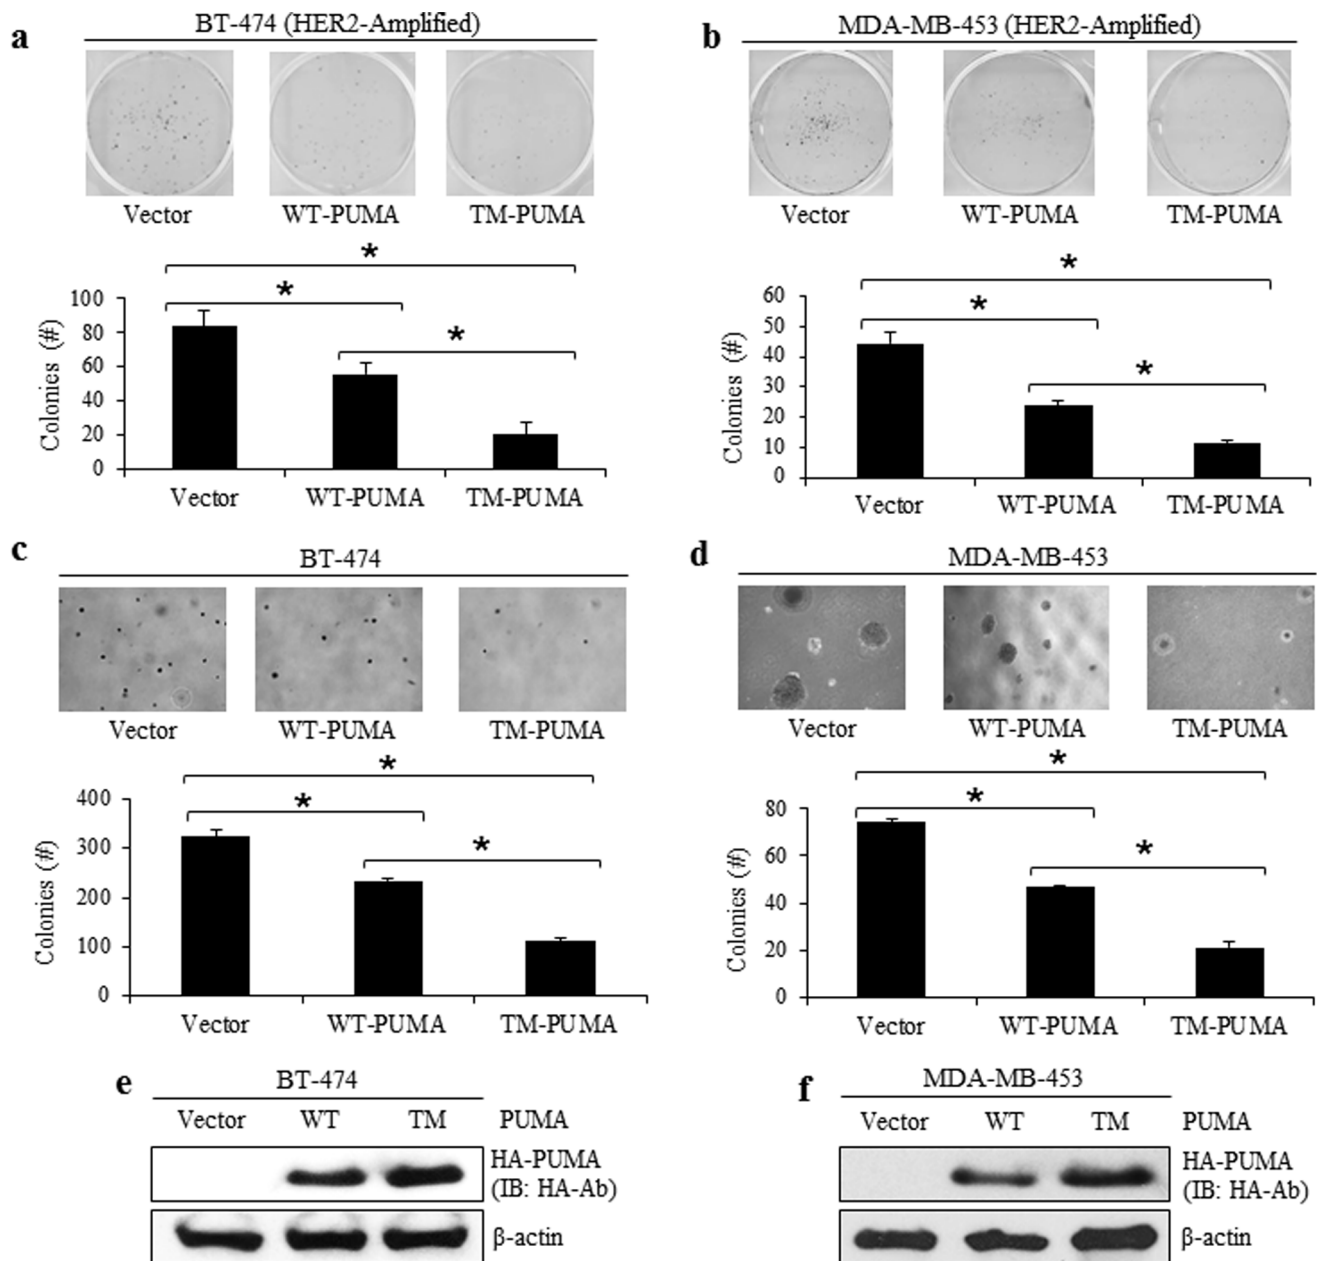 a
BT-474 (HER2-Amplified)
Vector WT-PUMA TM-PUMA
*
*
*
Colonies (#)
100
80
60
40
20
0
Vector WT-PUMA TM-PUMA
b
MDA-MB-453 (HER2-Amplified)
Vector WT-PUMA TM-PUMA
*
*
*
Colonies (#)
60
50
40
30
20
10
0
Vector WT-PUMA TM-PUMA
c
BT-474
Vector WT-PUMA TM-PUMA
*
*
*
Colonies (#)
400
300
200
100
0
Vector WT-PUMA TM-PUMA
d
MDA-MB-453
Vector WT-PUMA TM-PUMA
*
*
*
Colonies (#)
80
60
40
20
0
Vector WT-PUMA TM-PUMA
e
BT-474
Vector WT TM PUMA
HA-PUMA
(IB: HA-Ab)
β-actin
f
MDA-MB-453
Vector WT TM PUMA
HA-PUMA
(IB: HA-Ab)
β-actin